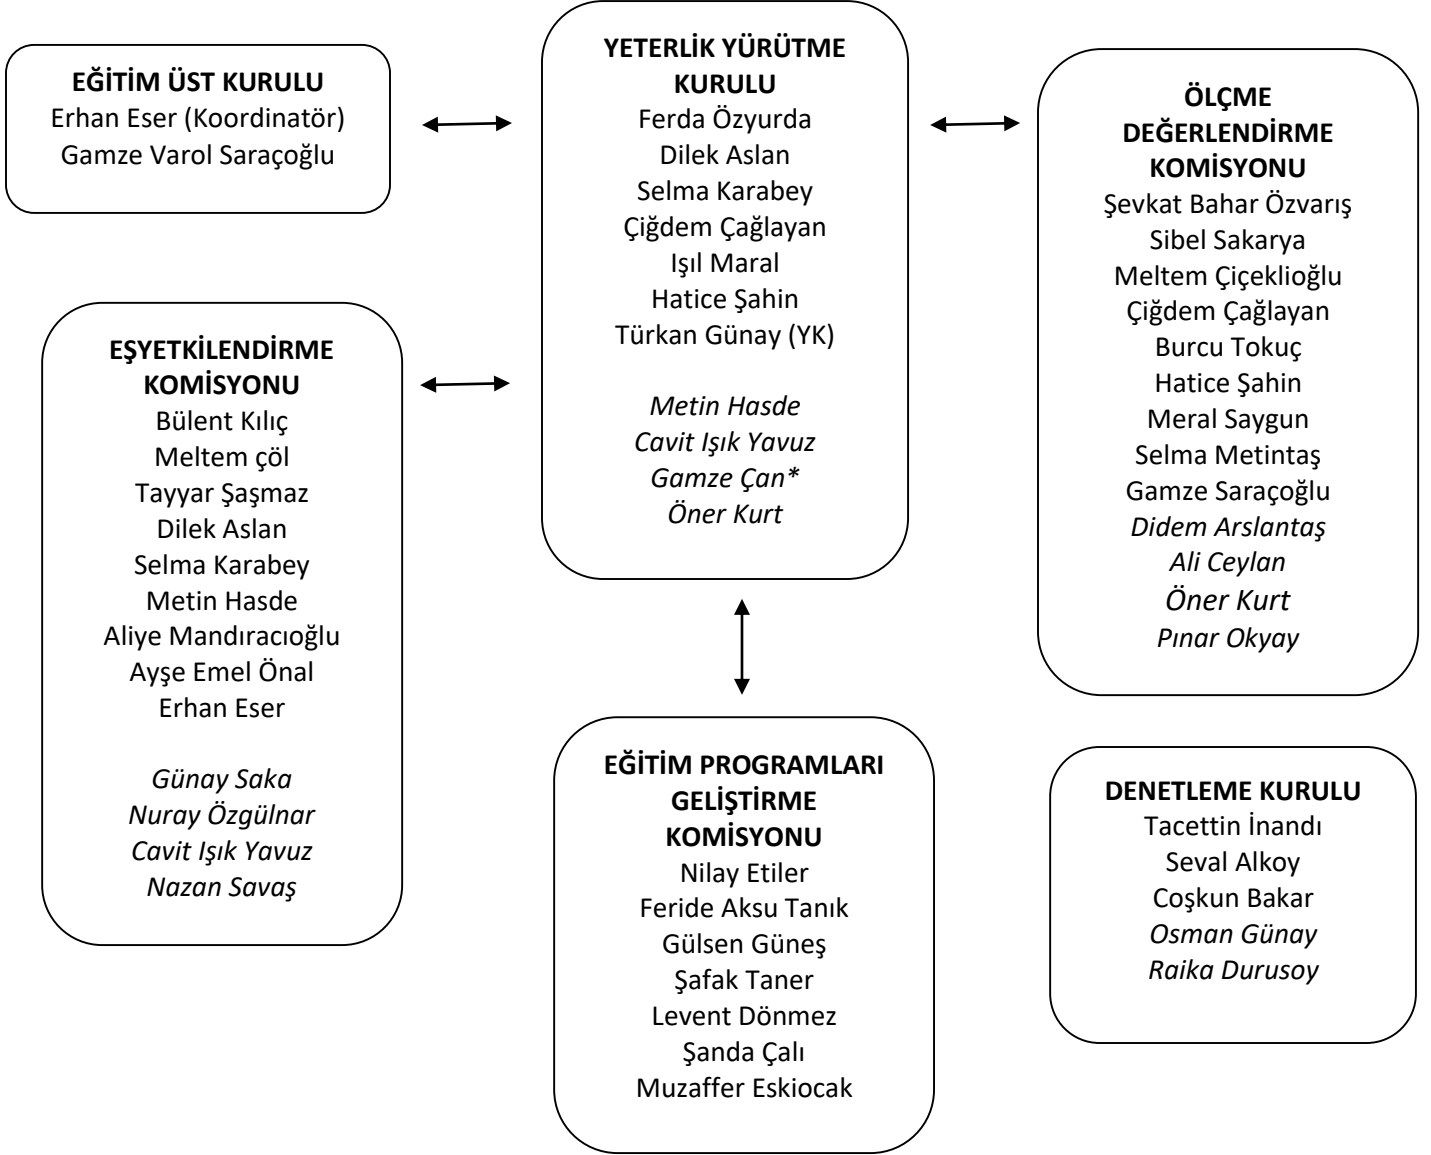 EĞİTİM ÜST KURULU
Erhan Eser (Koordinatör)
Gamze Varol Saraçoğlu
YETERLİK YÜRÜTME
KURULU
Ferda Özyurda
Dilek Aslan
Selma Karabey
Çiğdem Çağlayan
Işıl Maral
Hatice Şahin
Türkan Günay (YK)
Metin Hasde
Cavit Işık Yavuz
Gamze Çan*
Öner Kurt
ÖLÇME
DEĞERLENDİRME
KOMİSYONU
Şevkat Bahar Özvarış
Sibel Sakarya
Meltem Çiçeklioğlu
Çiğdem Çağlayan
Burcu Tokuç
Hatice Şahin
Meral Saygun
Selma Metintaş
Gamze Saraçoğlu
Didem Arslantaş
Ali Ceylan
Öner Kurt
Pınar Okyay
EŞYETKİLENDİRME
KOMİSYONU
Bülent Kılıç
Meltem çöl
Tayyar Şaşmaz
Dilek Aslan
Selma Karabey
Metin Hasde
Aliye Mandıracıoğlu
Ayşe Emel Önal
Erhan Eser
Günay Saka
Nuray Özgülnar
Cavit Işık Yavuz
Nazan Savaş
EĞİTİM PROGRAMLARI
GELİŞTİRME
KOMİSYONU
Nilay Etiler
Feride Aksu Tanık
Gülsen Güneş
Şafak Taner
Levent Dönmez
Şanda Çalı
Muzaffer Eskiocak
DENETLEME KURULU
Tacettin İnandı
Seval Alkoy
Coşkun Bakar
Osman Günay
Raika Durusoy